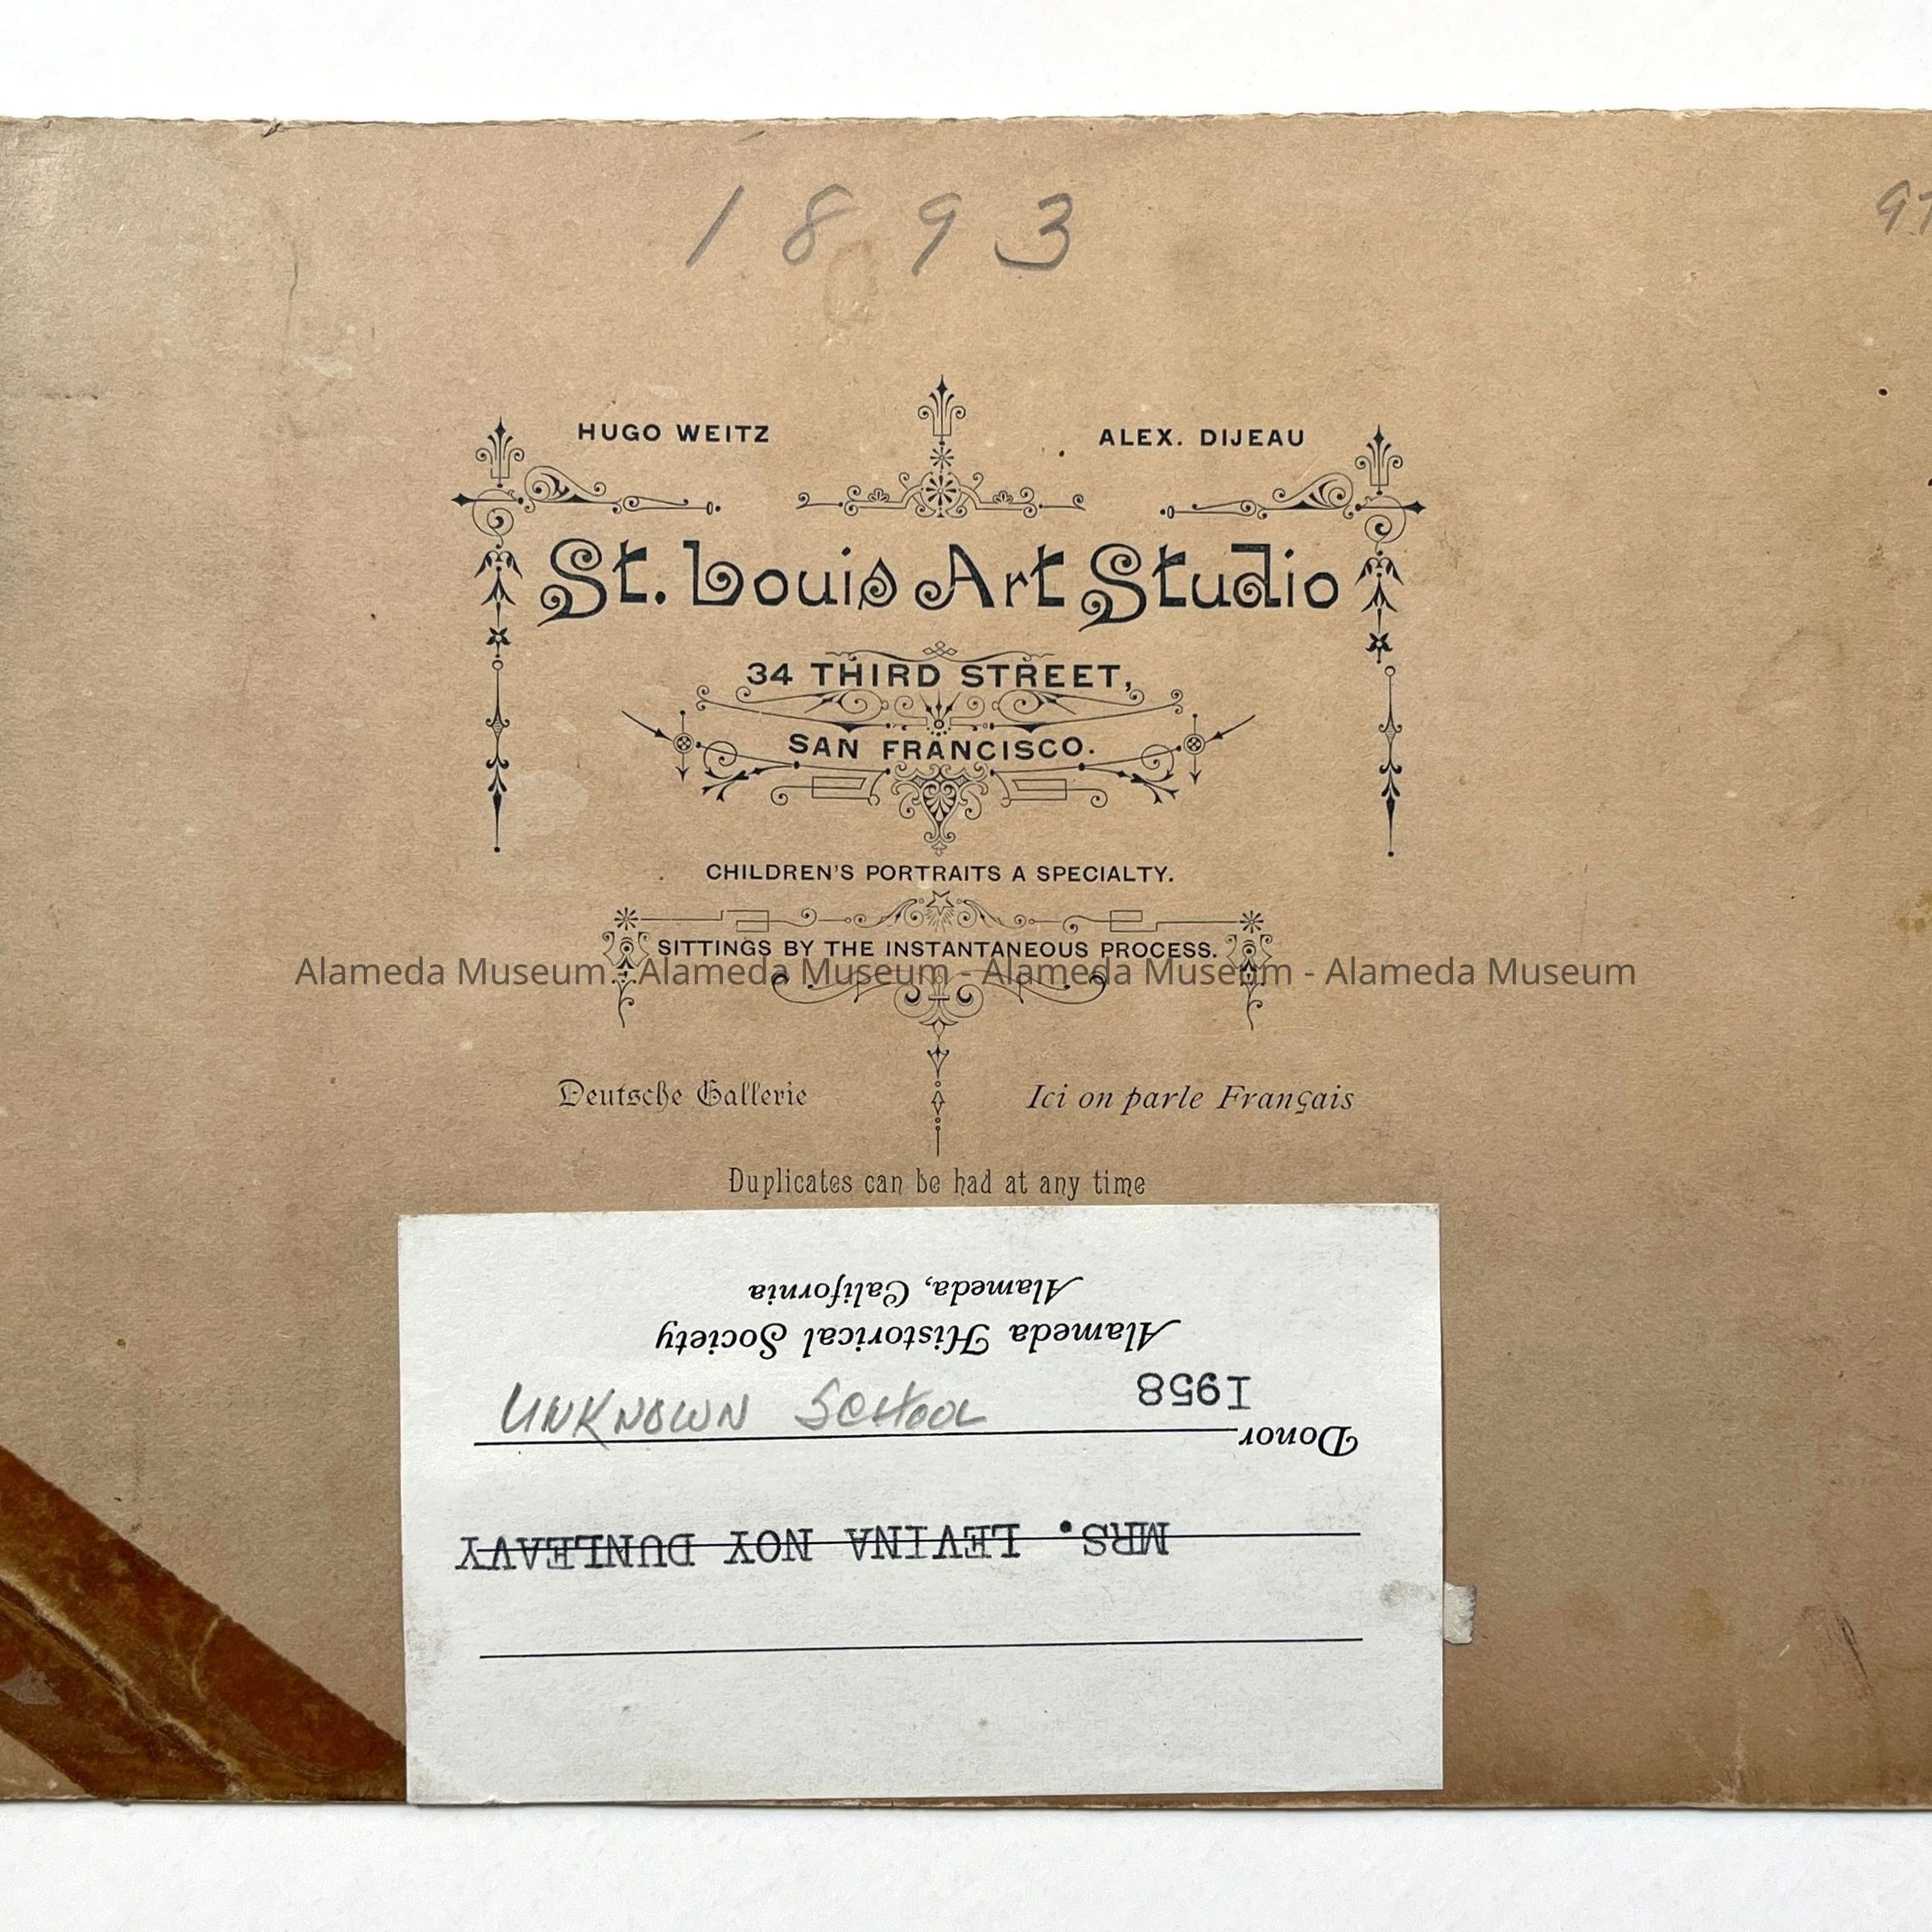 1893
HUGO WEITZ
ALEX. DIJEAU
St. Louis Art Studio
34 THIRD STREET,
SAN FRANCISCO.
CHILDREN'S PORTRAITS A SPECIALTY.
SITTINGS BY THE INSTANTANEOUS PROCESS.
Alameda Museum - Alameda Museum - Alameda Museum - Alameda Museum
Deutsche Gallerie
Ici on parle Français
Duplicates can be had at any time
Alameda, California
Alameda Historical Society
1958
UNKNOWN SCHOOL
Donor
MRS. LEVINA NOY DUNLEAVY